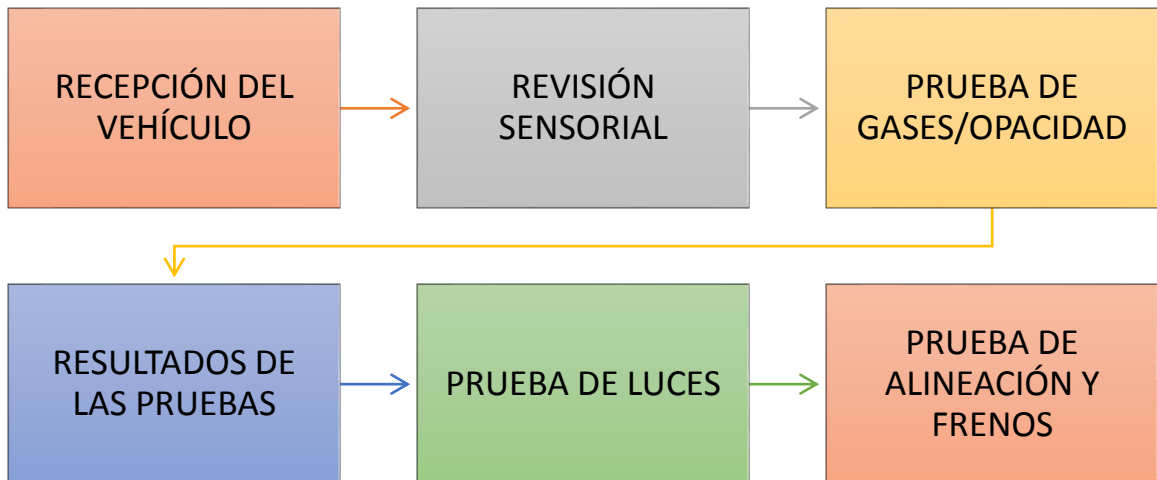 RECEPCIÓN DEL
VEHÍCULO
REVISIÓN
SENSORIAL
PRUEBA DE
GASES/OPACIDAD
RESULTADOS DE
LAS PRUEBAS
PRUEBA DE LUCES
PRUEBA DE
ALINEACIÓN Y
FRENOS